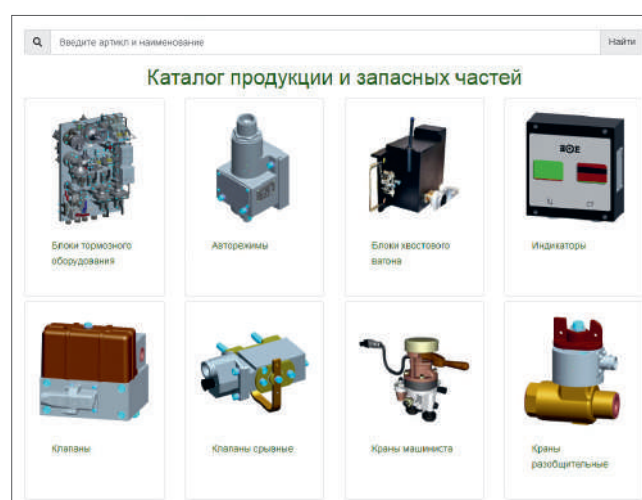 Введите артикл и наименование
Найти
Каталог продукции и запасных частей
Блоки тормозного
оборудования
Авторежимы
Блоки хвостового
вагона
Индикаторы
Клапаны
Клапаны срывные
Краны машиниста
Краны
разобщительные